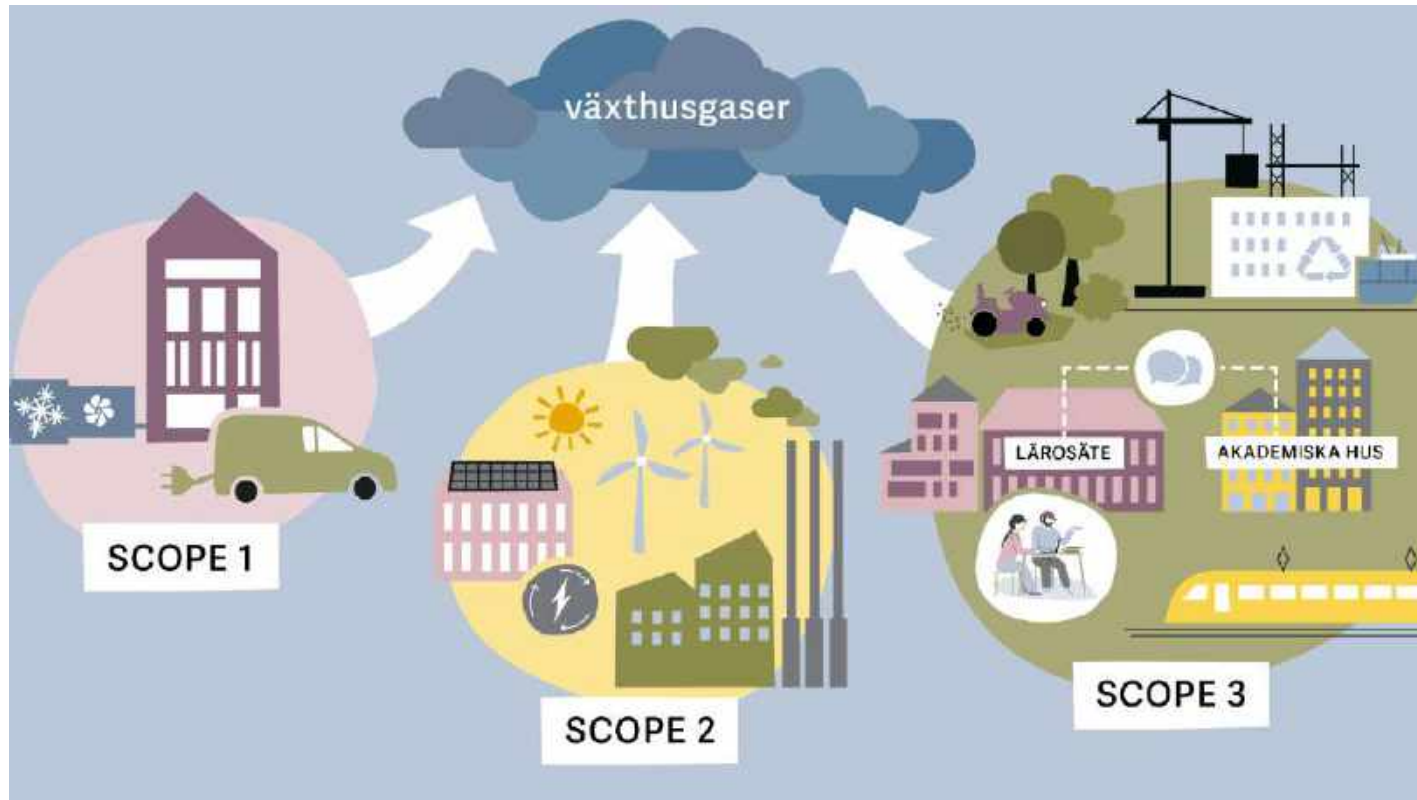 växthusgaser
SCOPE 1
SCOPE 2
LÄROSÄTE
AKADEMISKA HUS
SCOPE 3